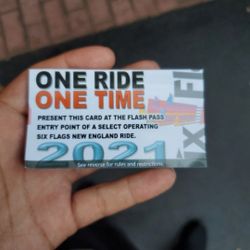 ONE RIDE
ONE TIME
PRESENT THIS CARD AT THE FLASH PASS
ENTRY POINT OF A SELECT OPERATING
SIX FLAGS NEW ENGLAND RIDE.
2021
See reverse for rules and restrictions.